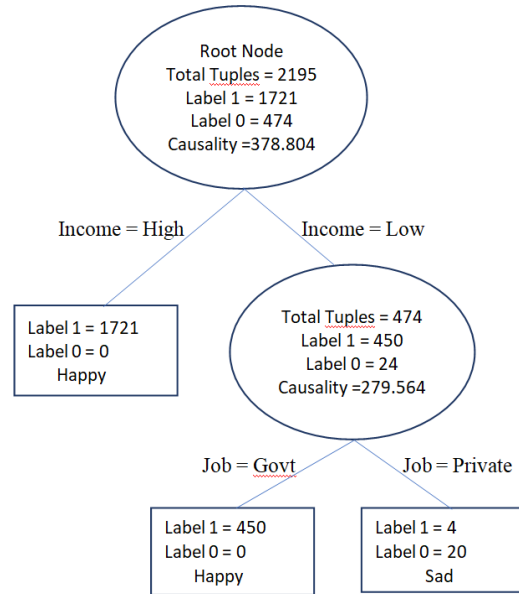 Root Node
Total Tuples = 2195
Label 1 = 1721
Label 0 = 474
Causality =378.804
Income = High
Income = Low
Label 1 = 1721
Label 0 = 0
Happy
Total Tuples = 474
Label 1 = 450
Label 0 = 24
Causality =279.564
Job = Govt
Job = Private
Label 1 = 450
Label 0 = 0
Happy
Label 1 = 4
Label 0 = 20
Sad